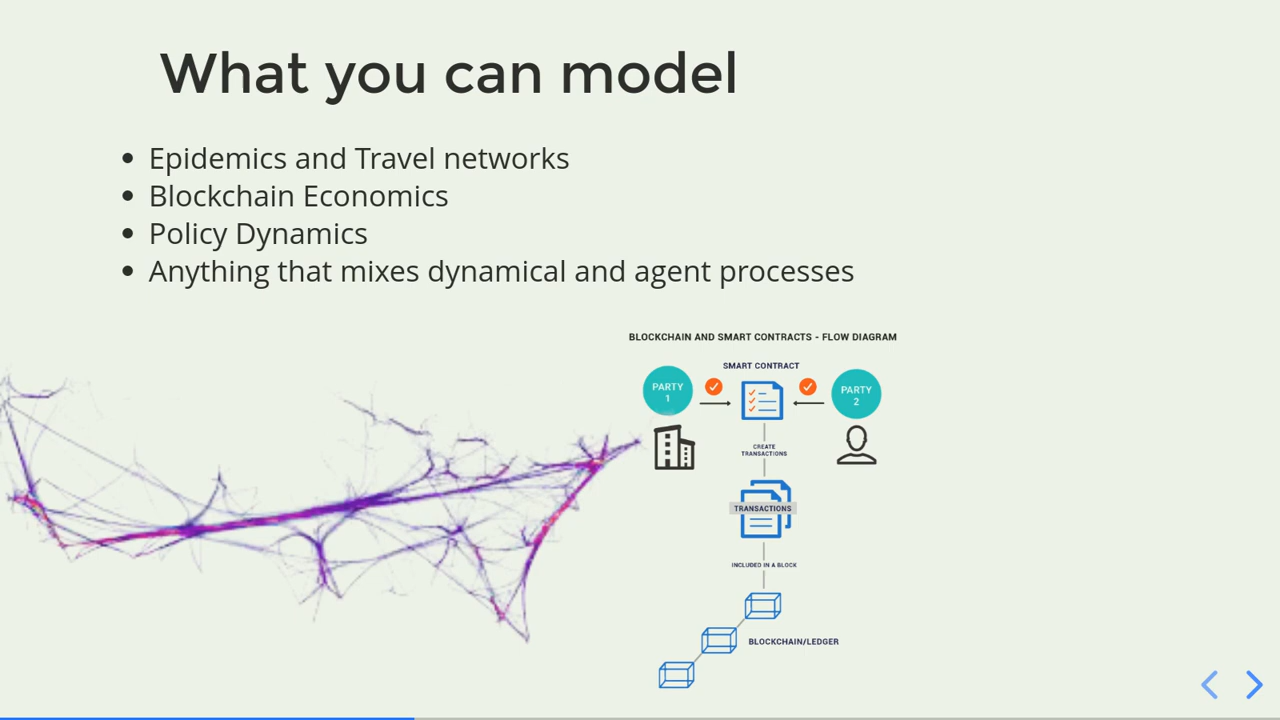 What you can model
Epidemics and Travel networks
Blockchain Economics
Policy Dynamics
Anything that mixes dynamical and agent processes
BLOCKCHAIN AND SMART CONTRACTS - FLOW DIAGRAM
SMART CONTRACT
PARTY
1
PARTY
2
CREATE
TRANSACTIONS
TRANSACTIONS
INCLUDED IN A BLOCK
BLOCKCHAIN/LEDGER